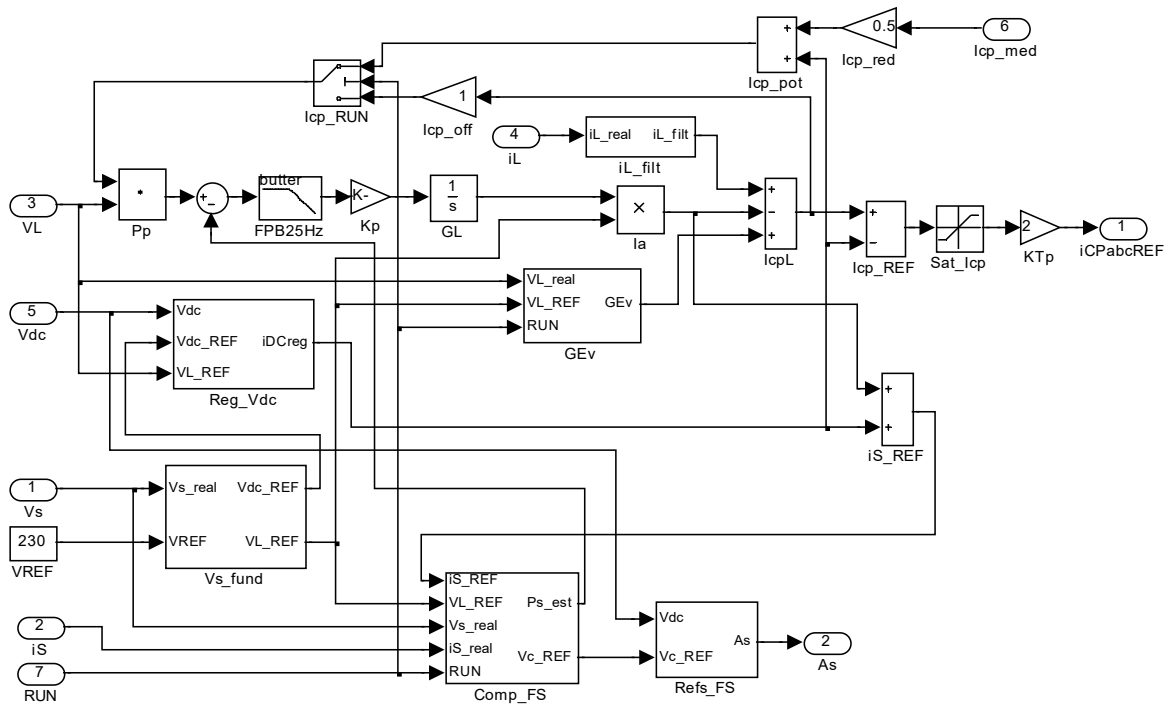 6
Icp_med
0.5
Icp_red
+
+
Icp_pot
Icp_RUN
1
Icp_off
4
iL
iL_real iL_filt
iL_filt
3
VL
*
Pp
+
−
butter
FPB25Hz
K-
Kp
1
s
GL
×
Ia
+
−
+
IcpL
+
−
Icp_REF
Sat_Icp
2
KTp
1
iCPabcREF
VL_real
VL_REF GEv
RUN
GEv
5
Vdc
Vdc
Vdc_REF iDCreg
VL_REF
Reg_Vdc
+
+
iS_REF
1
Vs
230
VREF
Vs_real Vdc_REF
VREF VL_REF
Vs_fund
2
iS
7
RUN
iS_REF
VL_REF Ps_est
Vs_real
iS_real Vc_REF
RUN
Comp_FS
Vdc
As
Vc_REF
Refs_FS
2
As